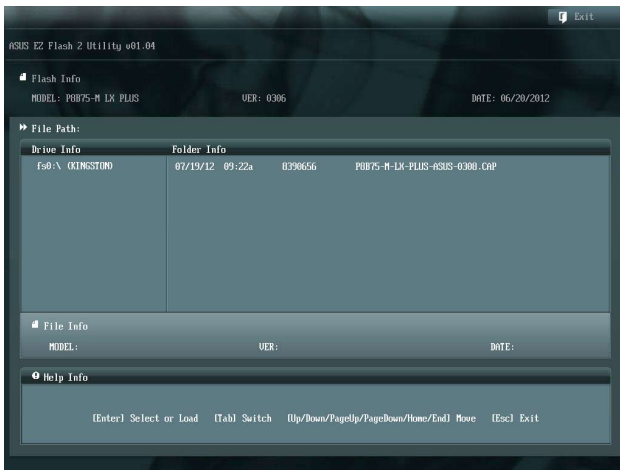 Exit
ASUS EZ Flash 2 Utility v01.04
Flash Info
MODEL: P8B75-M LX PLUS VER: 0306 DATE: 06/20/2012
File Path:
Drive Info Folder Info
fs0:\ (KINGSTON) 07/19/12 09:22a 8390656 P8B75-M-LX-PLUS-ASUS-0308.CAP
File Info
MODEL: VER: DATE:
Help Info
[Enter] Select or Load [Tab] Switch [Up/Down/PageUp/PageDown/Home/End] Move [Esc] Exit